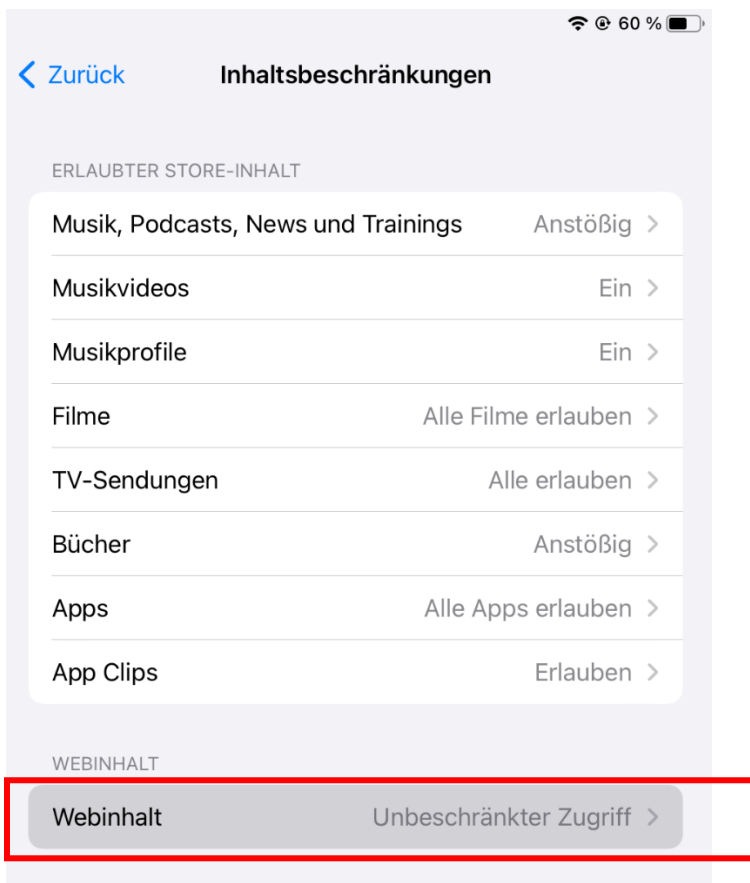 60 %
Zurück Inhaltsbeschränkungen
ERLAUBTER STORE-INHALT
Musik, Podcasts, News und Trainings Anstößig
Musikvideos Ein
Musikprofile Ein
Filme Alle Filme erlauben
TV-Sendungen Alle erlauben
Bücher Anstößig
Apps Alle Apps erlauben
App Clips Erlauben
WEBINHALT
Webinhalt Unbeschränkter Zugriff